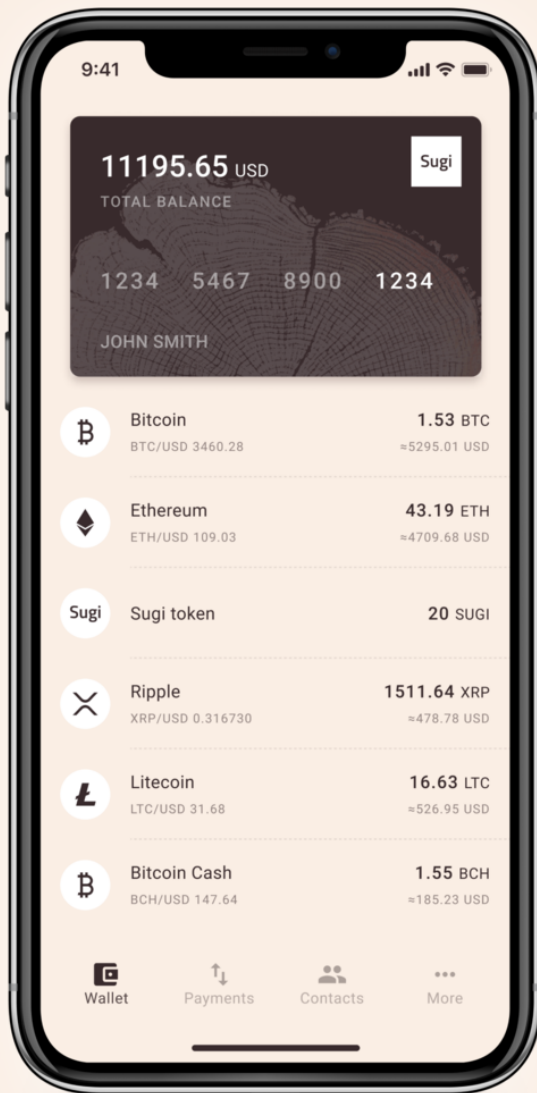 9:41
11195.65 USD
Sugi
TOTAL BALANCE
1234 5467 8900 1234
JOHN SMITH
Bitcoin 1.53 BTC
BTC/USD 3460.28 ≈5295.01 USD
Ethereum 43.19 ETH
ETH/USD 109.03 ≈4709.68 USD
Sugi Sugi token 20 SUGI
Ripple 1511.64 XRP
XRP/USD 0.316730 ≈478.78 USD
Litecoin 16.63 LTC
LTC/USD 31.68 ≈526.95 USD
Bitcoin Cash 1.55 BCH
BCH/USD 147.64 ≈185.23 USD
Wallet Payments Contacts More